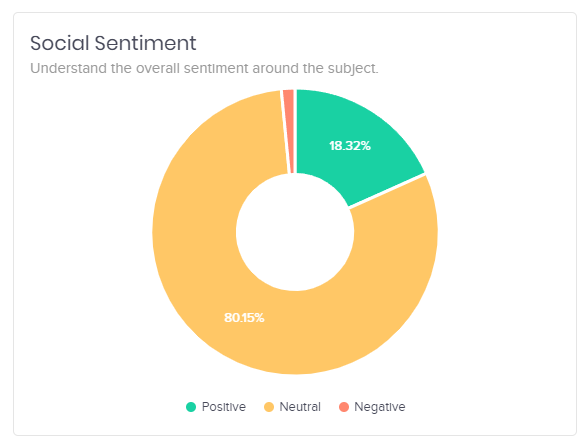 Social Sentiment
Understand the overall sentiment around the subject.
18.32%
80.15%
Positive
Neutral
Negative